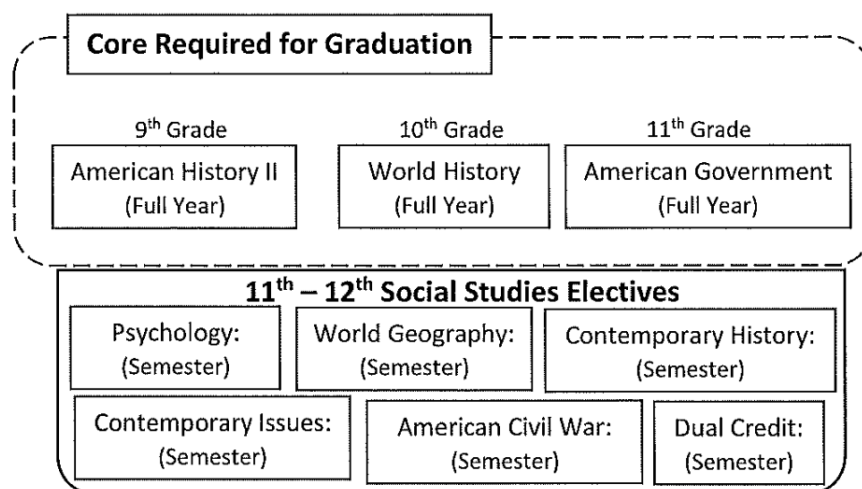 Core Required for Graduation
9th Grade
American History II
(Full Year)
10th Grade
World History
(Full Year)
11th Grade
American Government
(Full Year)
11th – 12th Social Studies Electives
Psychology:
(Semester)
World Geography:
(Semester)
Contemporary History:
(Semester)
Contemporary Issues:
(Semester)
American Civil War:
(Semester)
Dual Credit:
(Semester)